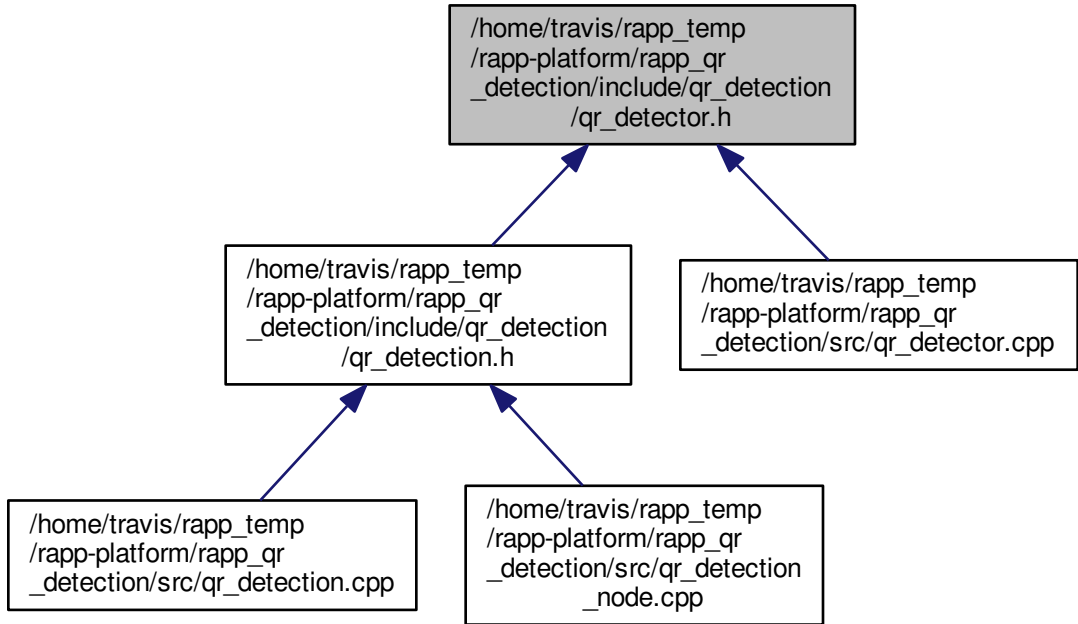 /home/travis/rapp_temp
/rapp-platform/rapp_qr
_detection/include/qr_detection
/qr_detector.h
/home/travis/rapp_temp
/rapp-platform/rapp_qr
_detection/include/qr_detection
/qr_detection.h
/home/travis/rapp_temp
/rapp-platform/rapp_qr
_detection/src/qr_detector.cpp
/home/travis/rapp_temp
/rapp-platform/rapp_qr
_detection/src/qr_detection.cpp
/home/travis/rapp_temp
/rapp-platform/rapp_qr
_detection/src/qr_detection
_node.cpp